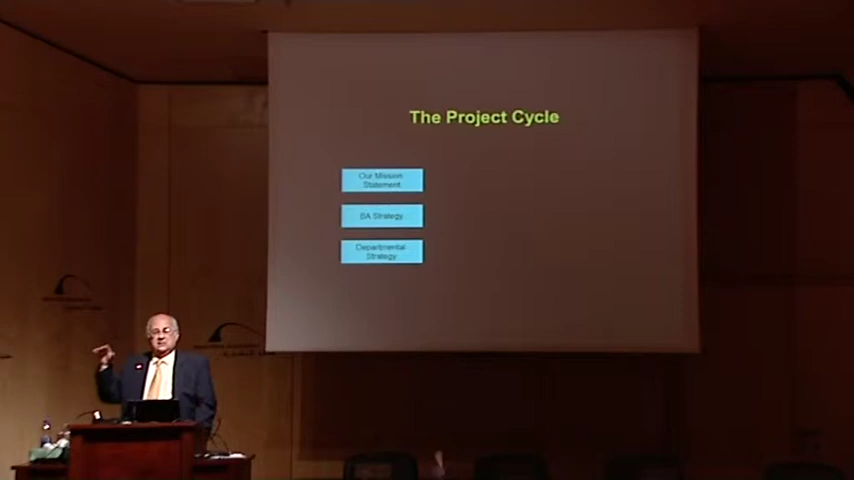 The Project Cycle
Our Mission
Statement
BA Strategy
Departmental
Strategy